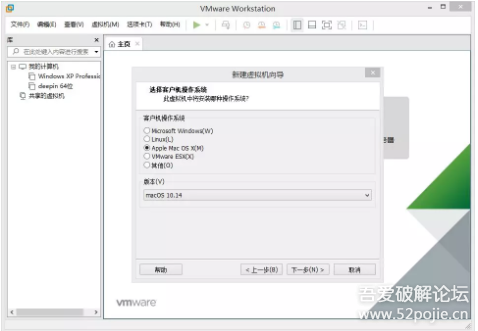 VMware Workstation
文件(F) 编辑(E) 查看(V) 虚拟机(M) 选项卡(T) 帮助(H)
库
在此处键入内容进行搜索
主页
我的计算机
Windows XP Professio
deepin 64位
共享的虚拟机
新建虚拟机向导
选择客户机操作系统
此虚拟机中将安装哪种操作系统?
客户机操作系统
Microsoft Windows(W)
Linux(L)
Apple Mac OS X(M)
VMware ESX(X)
其他(O)
版本(V)
macOS 10.14
务器
帮助
< 上一步(B)
下一步(N) >
取消
vmware
吾爱破解论坛
www.52pojie.cn